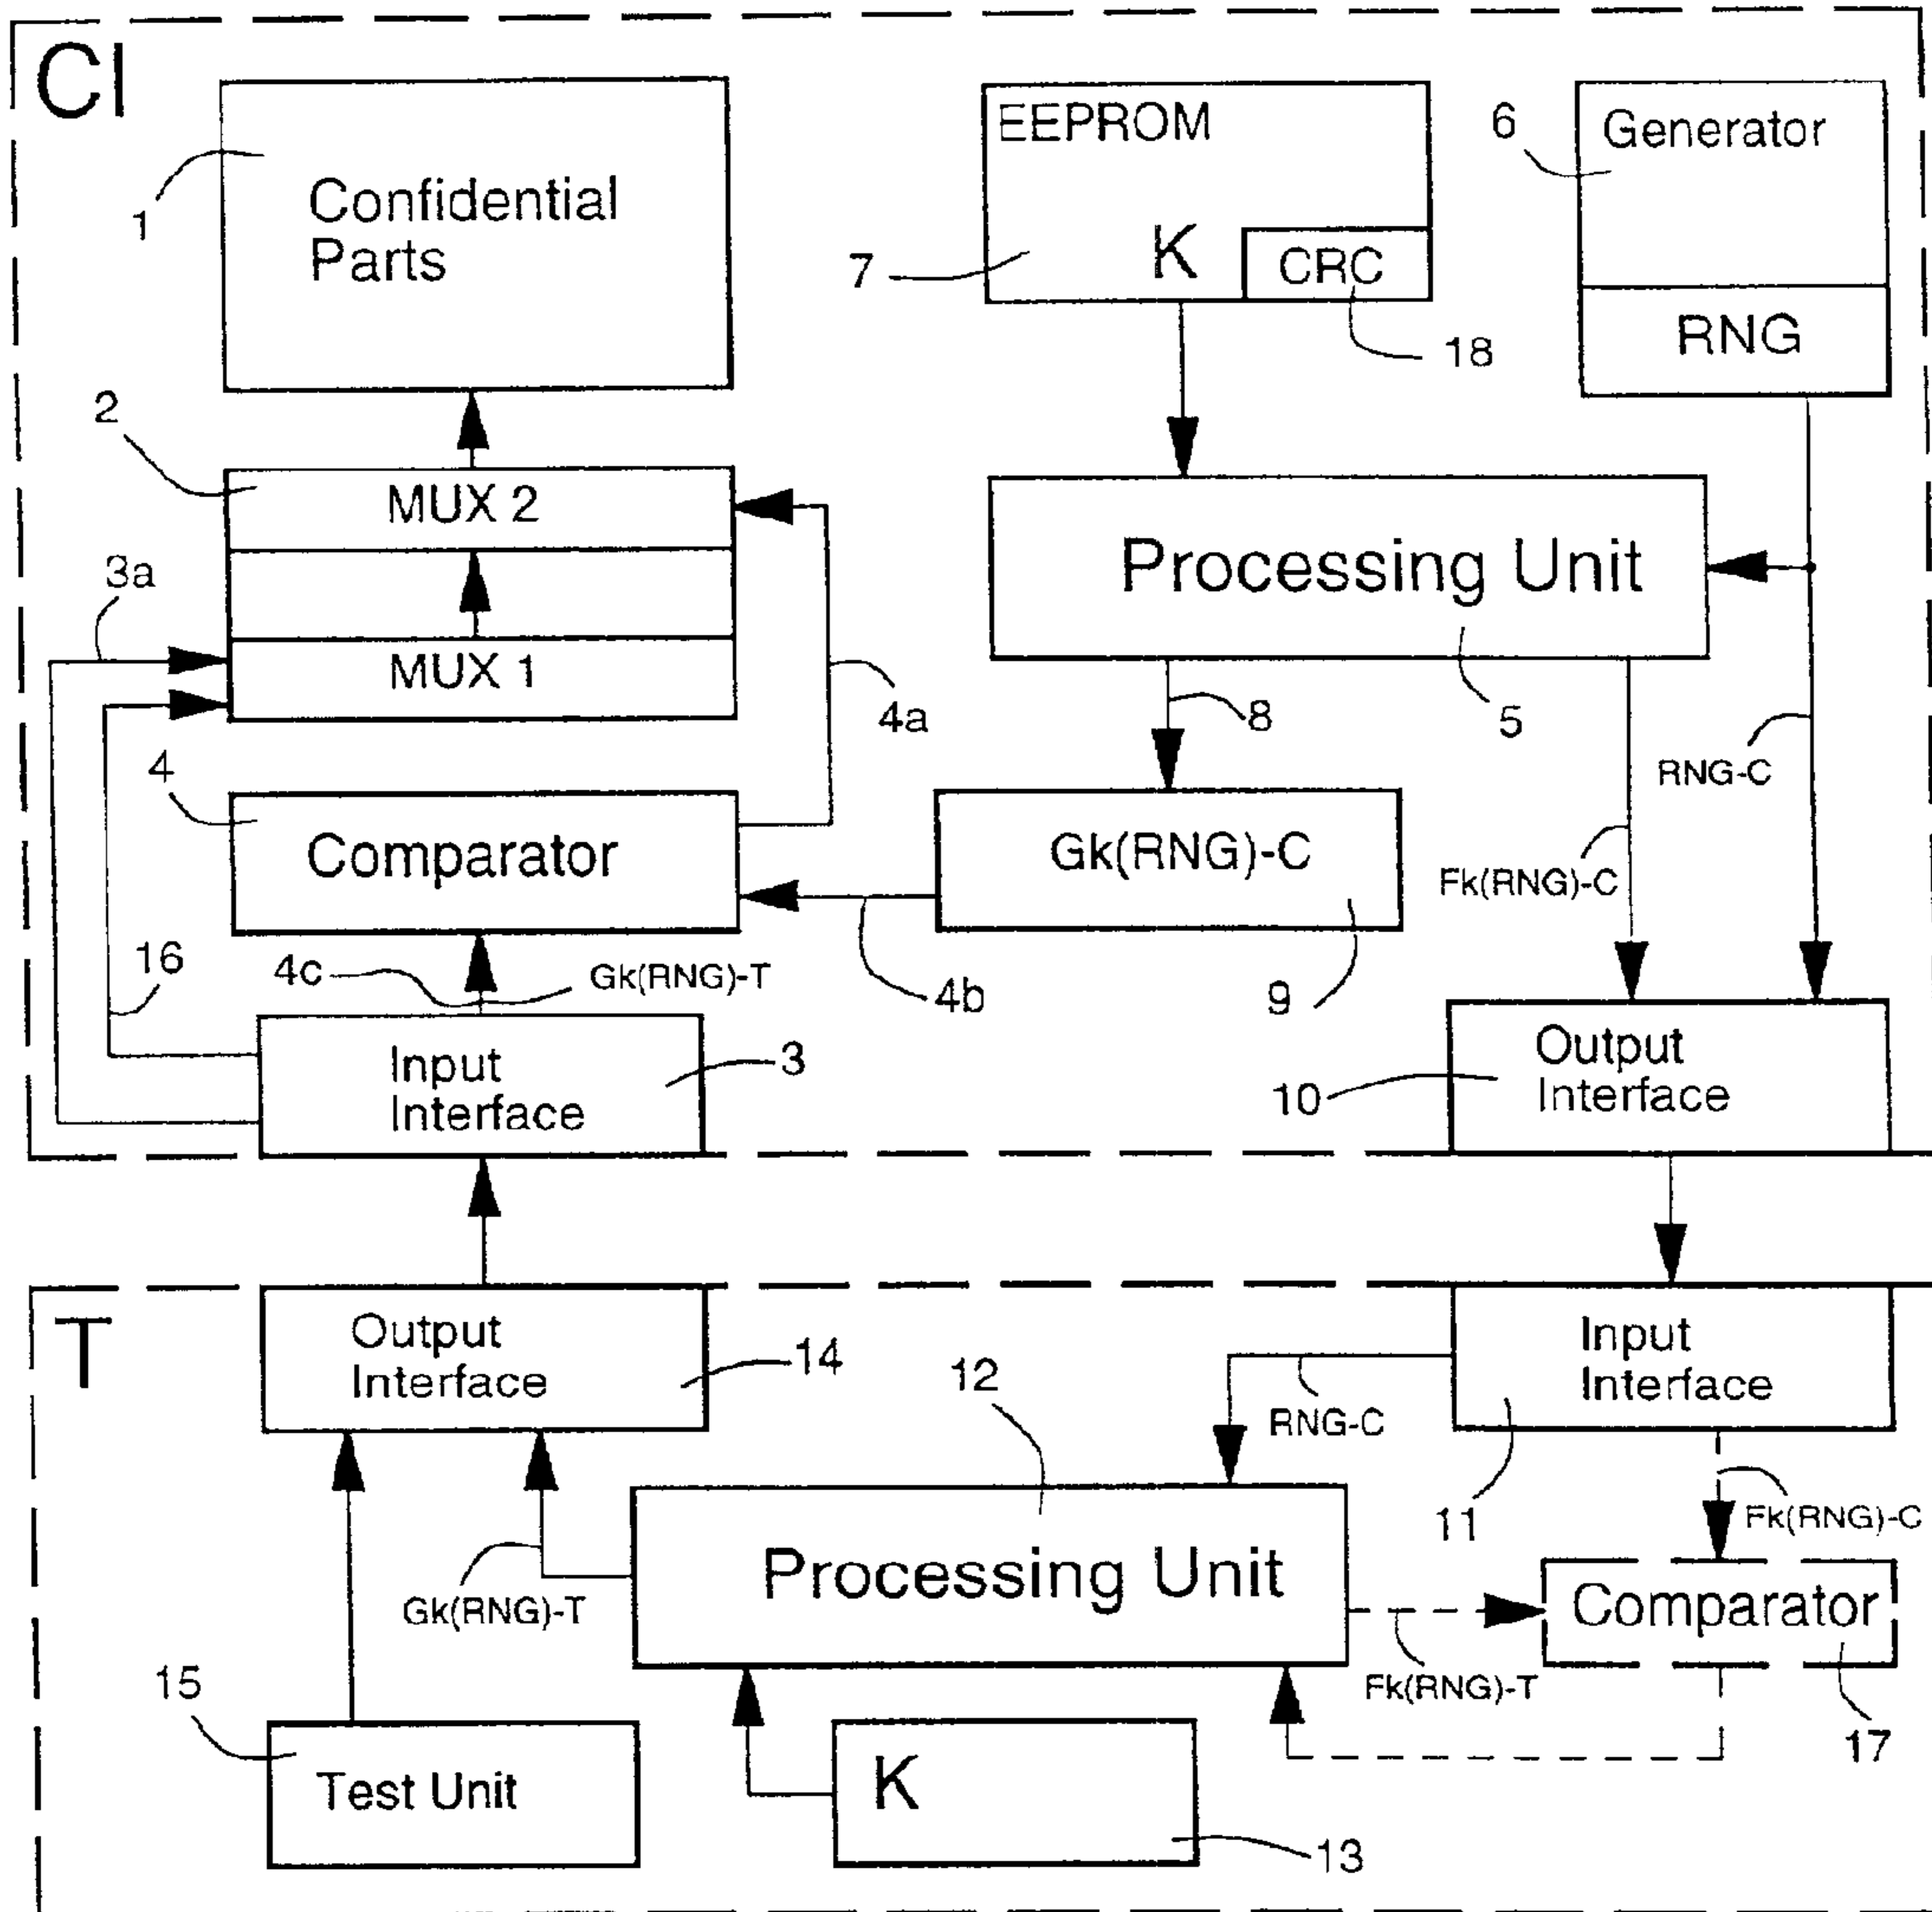 CI
EEPROM
6
Generator
1
Confidential
Parts
7
K
CRC
18
RNG
2
MUX 2
3a
Processing Unit
MUX 1
4a
8
5
RNG-C
4
Comparator
Gk(RNG)-C
Fk(RNG)-C
16
4c
Gk(RNG)-T
4b
9
Input
Interface
3
10
Output
Interface
T
Output
Interface
14
12
RNG-C
Input
Interface
11
Fk(RNG)-C
Gk(RNG)-T
Processing Unit
Comparator
Fk(RNG)-T
17
15
Test Unit
K
13